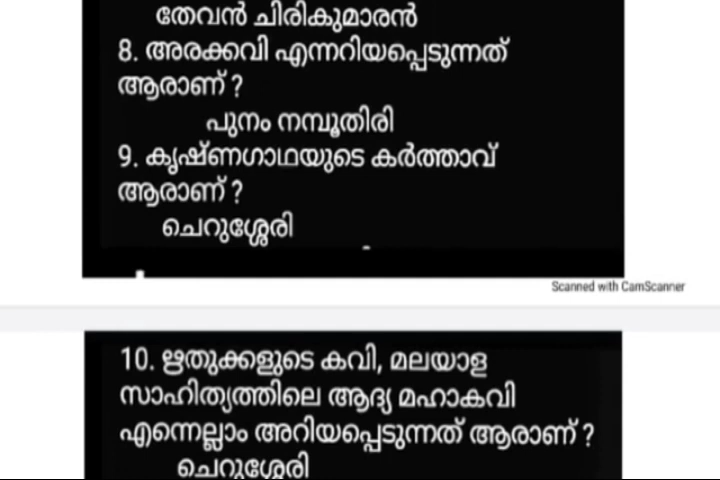 തേവൻ ചിരികുമാരൻ
8. അരക്കവി എന്നറിയപ്പെടുന്നത്
ആരാണ് ?
പുനം നമ്പൂതിരി
9. കൃഷ്ണഗാഥയുടെ കർത്താവ്
ആരാണ് ?
ചെറുശ്ശേരി
Scanned with CamScanner
10. ഋതുക്കളുടെ കവി, മലയാള
സാഹിത്യത്തിലെ ആദ്യ മഹാകവി
എന്നെല്ലാം അറിയപ്പെടുന്നത് ആരാണ് ?
ചെറുശ്ശേരി